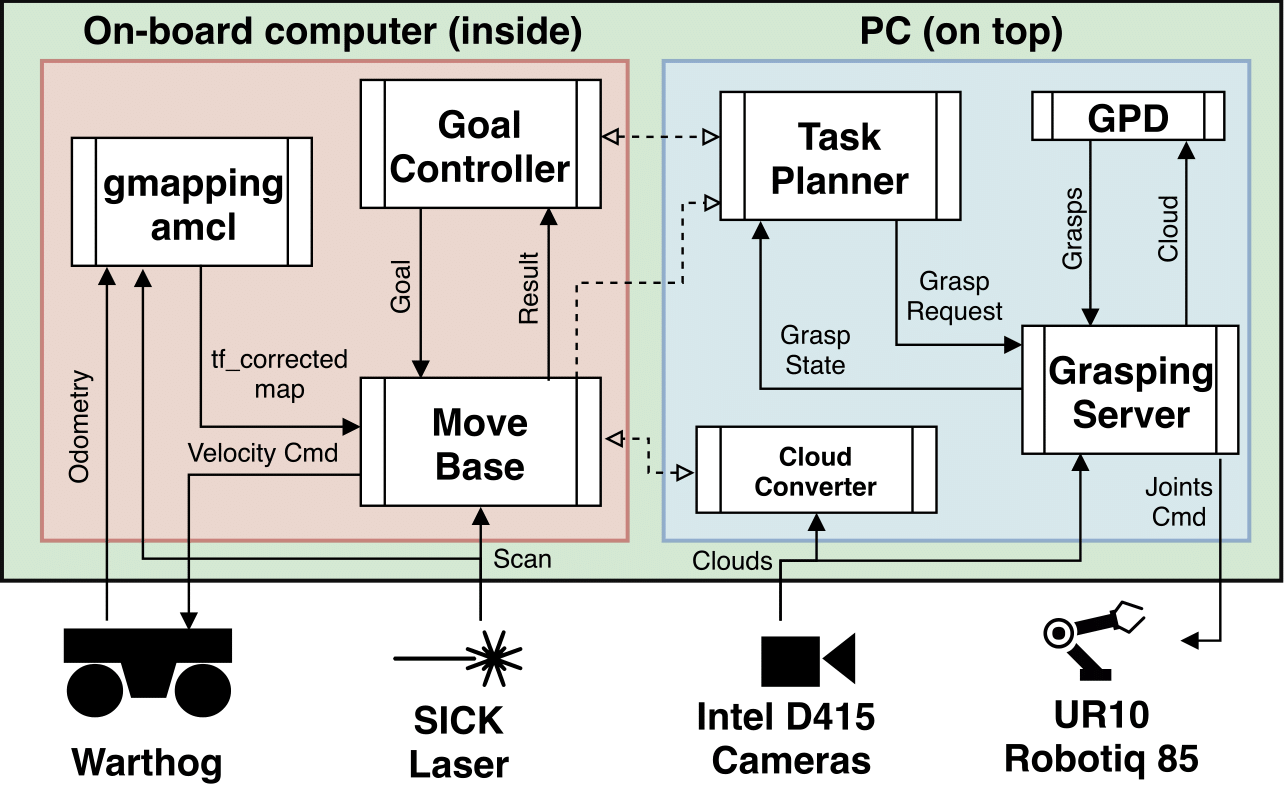 On-board computer (inside)
PC (on top)
gmapping
amcl
Goal
Controller
Task
Planner
GPD
Goal
Result
Grasps
Cloud
Odometry
tf_corrected
map
Velocity Cmd
Move
Base
Grasp
Request
Grasp
State
Grasping
Server
Cloud
Converter
Joints
Cmd
Scan
Clouds
Warthog
SICK
Laser
Intel D415
Cameras
UR10
Robotiq 85